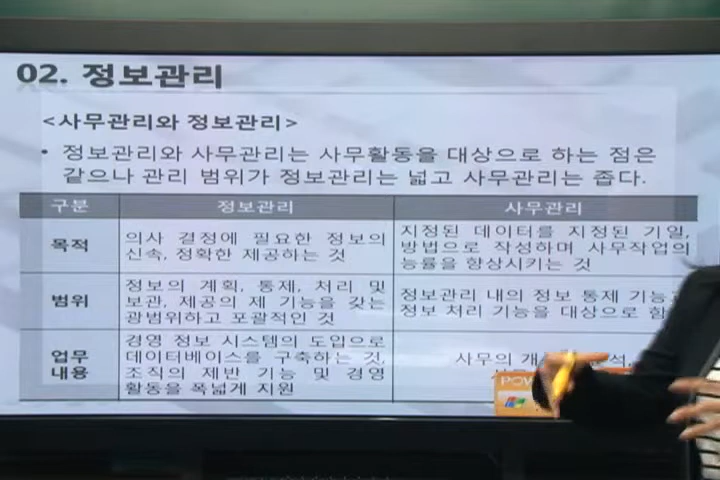 02. 정보관리
<사무관리와 정보관리>
• 정보관리와 사무관리는 사무활동을 대상으로 하는 점은
같으나 관리 범위가 정보관리는 넓고 사무관리는 좁다.
구분 정보관리 사무관리
목적
의사 결정에 필요한 정보의
신속, 정확한 제공하는 것
지정된 데이터를 지정된 기일,
방법으로 작성하며 사무작업의
능률을 향상시키는 것
범위
정보의 계획, 통제, 처리 및
보관, 제공의 제 기능을 갖는
광범위하고 포괄적인 것
정보관리 내의 정보 통제 기능
정보 처리 기능을 대상으로 함
업무
내용
경영 정보 시스템의 도입으로
데이터베이스를 구축하는 것,
조직의 제반 기능 및 경영
활동을 폭넓게 지원
사무의
POW